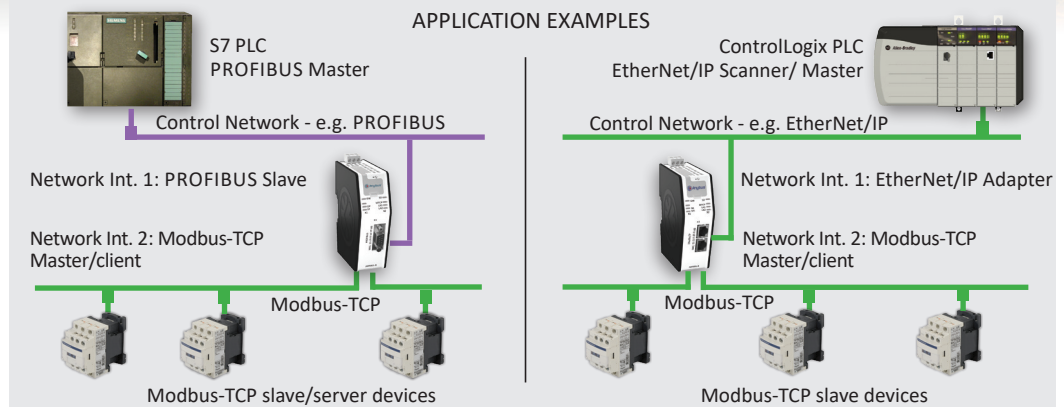 APPLICATION EXAMPLES
SIEMENS
S7 PLC
PROFIBUS Master
Control Network - e.g. PROFIBUS
Network Int. 1: PROFIBUS Slave
Network Int. 2: Modbus-TCP
Master/client
Modbus-TCP
Modbus-TCP slave/server devices
ControlLogix PLC
EtherNet/IP Scanner/ Master
Allen-Bradley
Control Network - e.g. EtherNet/IP
Network Int. 1: EtherNet/IP Adapter
Network Int. 2: Modbus-TCP
Master/client
Modbus-TCP
Modbus-TCP slave devices